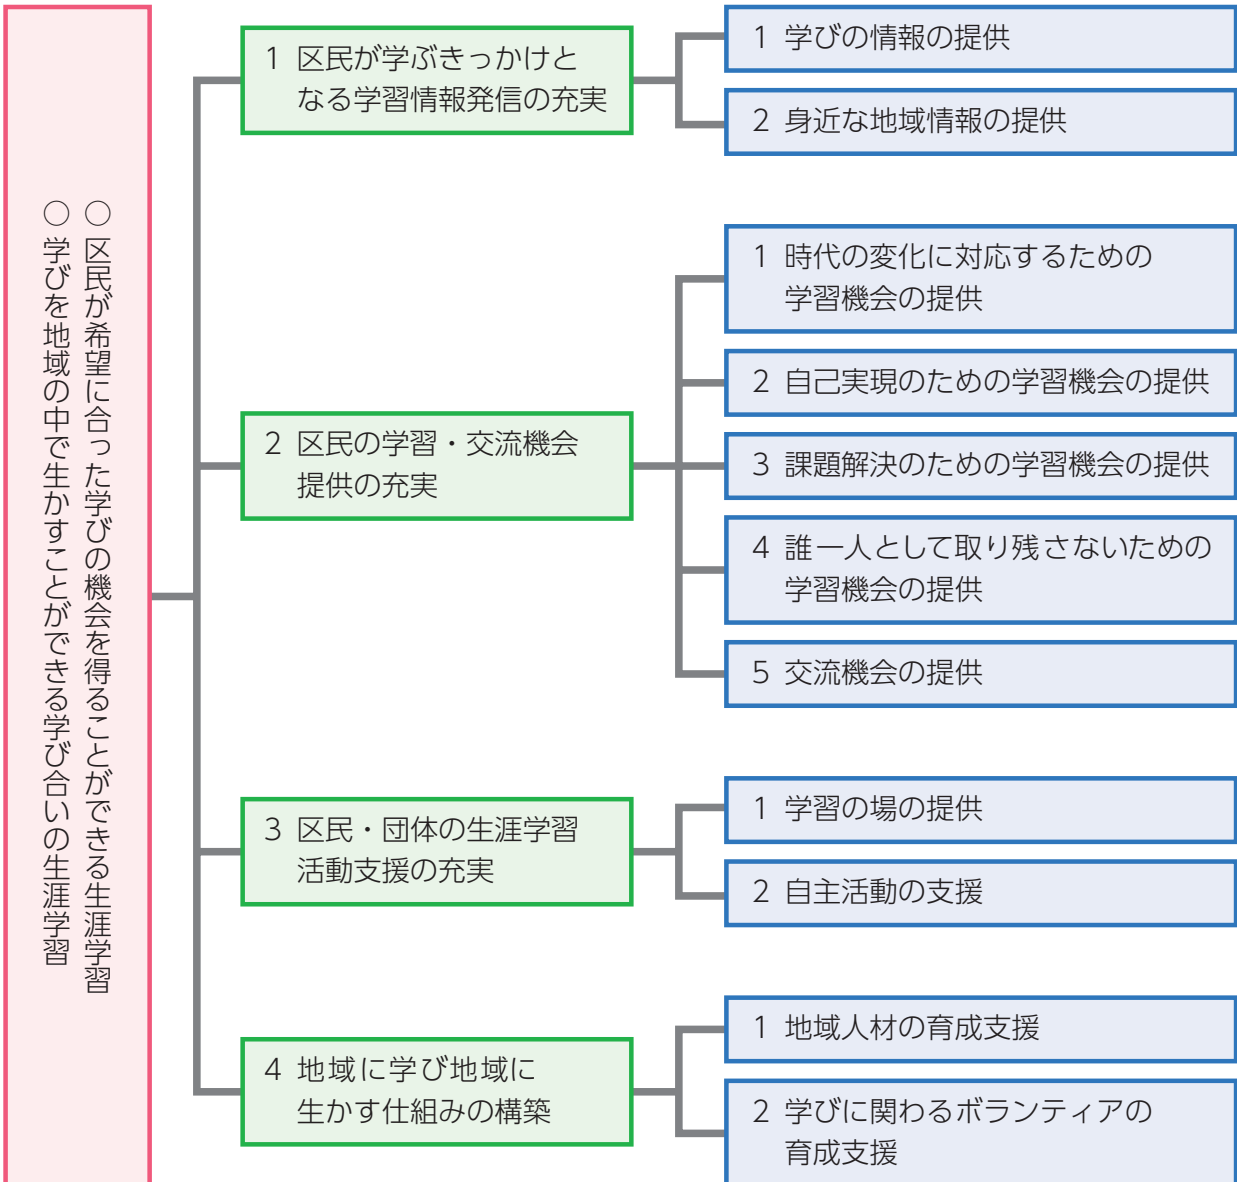 ○ 区民が希望に合った学びの機会を得ることができる生涯学習
○ 学びを地域の中で生かすことができる学び合いの生涯学習
1 区民が学ぶきっかけと
なる学習情報発信の充実
1 学びの情報の提供
2 身近な地域情報の提供
2 区民の学習・交流機会
提供の充実
1 時代の変化に対応するための
学習機会の提供
2 自己実現のための学習機会の提供
3 課題解決のための学習機会の提供
4 誰一人として取り残さないための
学習機会の提供
5 交流機会の提供
3 区民・団体の生涯学習
活動支援の充実
1 学習の場の提供
2 自主活動の支援
4 地域に学び地域に
生かす仕組みの構築
1 地域人材の育成支援
2 学びに関わるボランティアの
育成支援